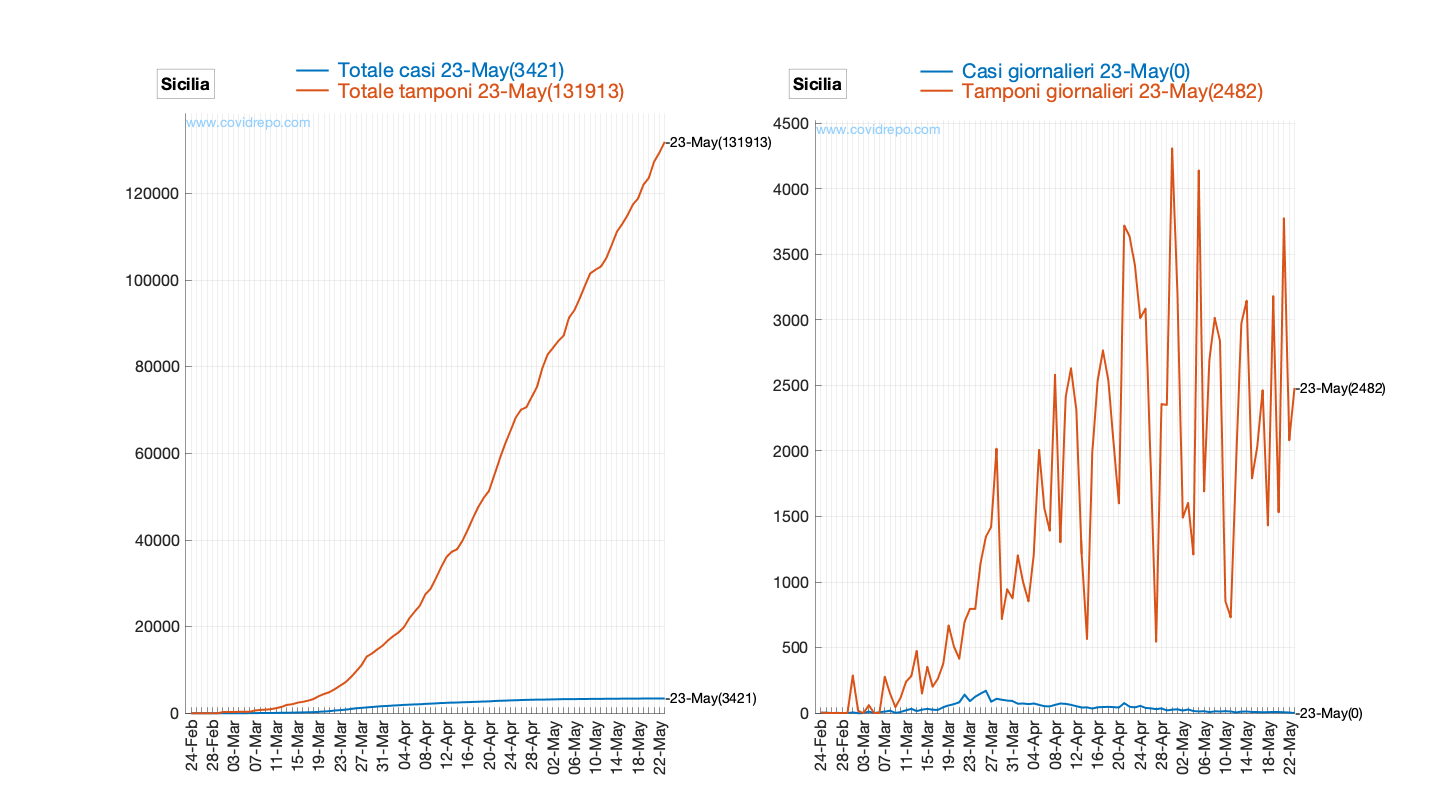 Sicilia
Totale casi 23-May(3421)
Totale tamponi 23-May(131913)
www.covidrepo.com
23-May(131913)
120000
100000
80000
60000
40000
20000
0
23-May(3421)
24-Feb
28-Feb
03-Mar
07-Mar
11-Mar
15-Mar
19-Mar
23-Mar
27-Mar
31-Mar
04-Apr
08-Apr
12-Apr
16-Apr
20-Apr
24-Apr
28-Apr
02-May
06-May
10-May
14-May
18-May
22-May
Sicilia
Casi giornalieri 23-May(0)
Tamponi giornalieri 23-May(2482)
www.covidrepo.com
4500
4000
3500
3000
2500
2000
1500
1000
500
0
23-May(2482)
23-May(0)
24-Feb
28-Feb
03-Mar
07-Mar
11-Mar
15-Mar
19-Mar
23-Mar
27-Mar
31-Mar
04-Apr
08-Apr
12-Apr
16-Apr
20-Apr
24-Apr
28-Apr
02-May
06-May
10-May
14-May
18-May
22-May